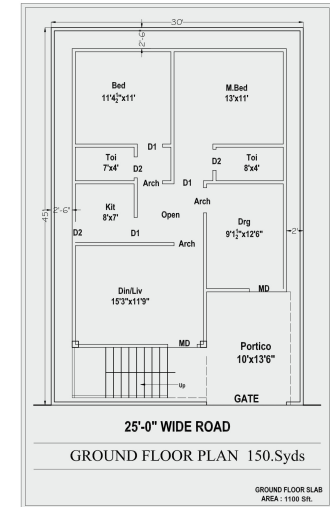 30'
2'-6"
Bed
11'4½"x11'
M.Bed
13'x11'
D1
Toi
7'x4'
D2
D2
Toi
8'x4'
Arch
D1
45'
2'-6"
Kit
8'x7'
Arch
Open
Drg
9'1½"x12'6"
2'
D2
D1
Arch
Din/Liv
15'3"x11'9"
MD
MD
Portico
10'x13'6"
Up
GATE
25'-0" WIDE ROAD
GROUND FLOOR PLAN 150.Syds
GROUND FLOOR SLAB
AREA : 1100 Sft.